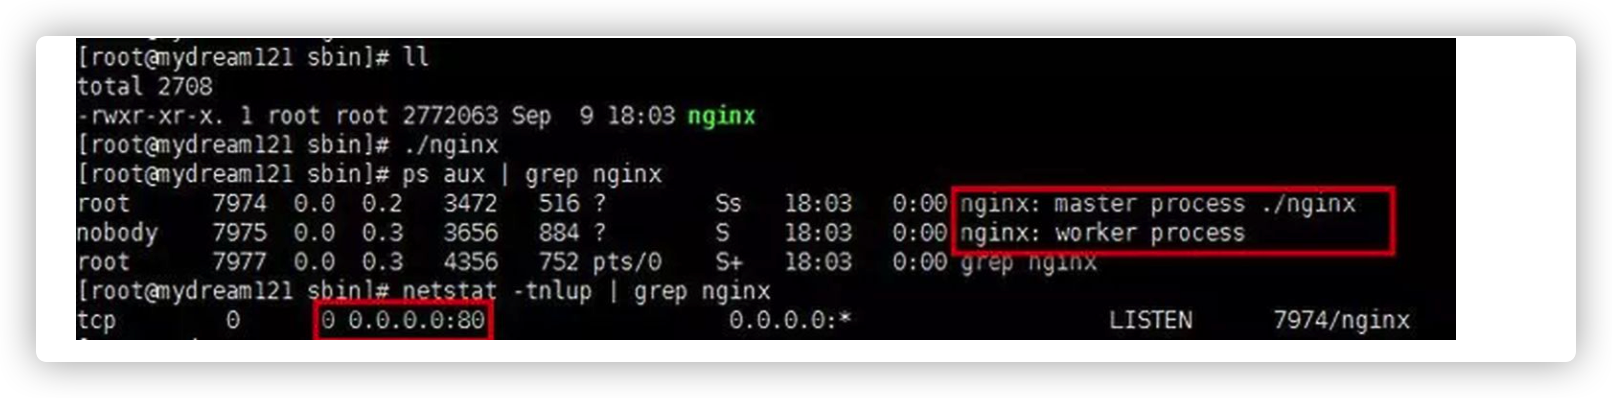 [root@mydream121 sbin]# ll
total 2708
-rwxr-xr-x. 1 root root 2772063 Sep  9 18:03 nginx
[root@mydream121 sbin]# ./nginx
[root@mydream121 sbin]# ps aux | grep nginx
root      7974  0.0  0.2   3472   516 ?        Ss   18:03   0:00 nginx: master process ./nginx
nobody    7975  0.0  0.3   3656   884 ?        S    18:03   0:00 nginx: worker process
root      7977  0.0  0.3   4356   752 pts/0    S+   18:03   0:00 grep nginx
[root@mydream121 sbin]# netstat -tnlup | grep nginx
tcp        0      0 0.0.0.0:80                  0.0.0.0:*                   LISTEN      7974/nginx